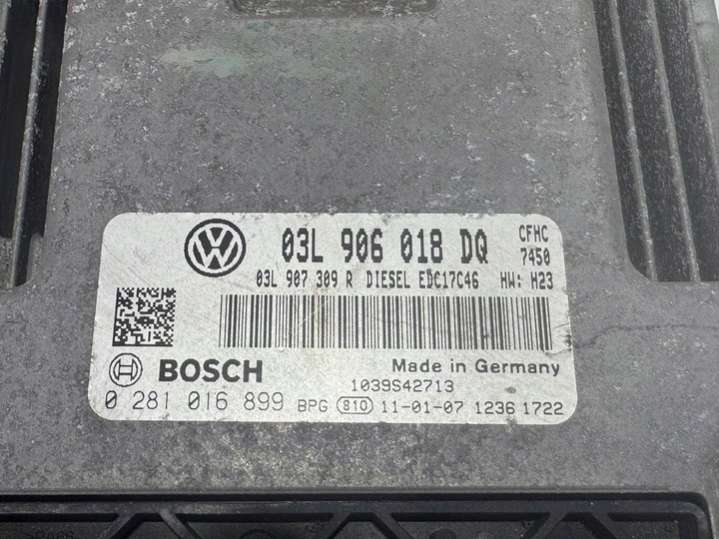 03L 906 018 DQ CFHC
7450
03L 907 309 R DIESEL EDC17C46 HW: H23
BOSCH Made in Germany
1039S42713
0 281 016 899 BPG 810 11-01-07 1236 1722